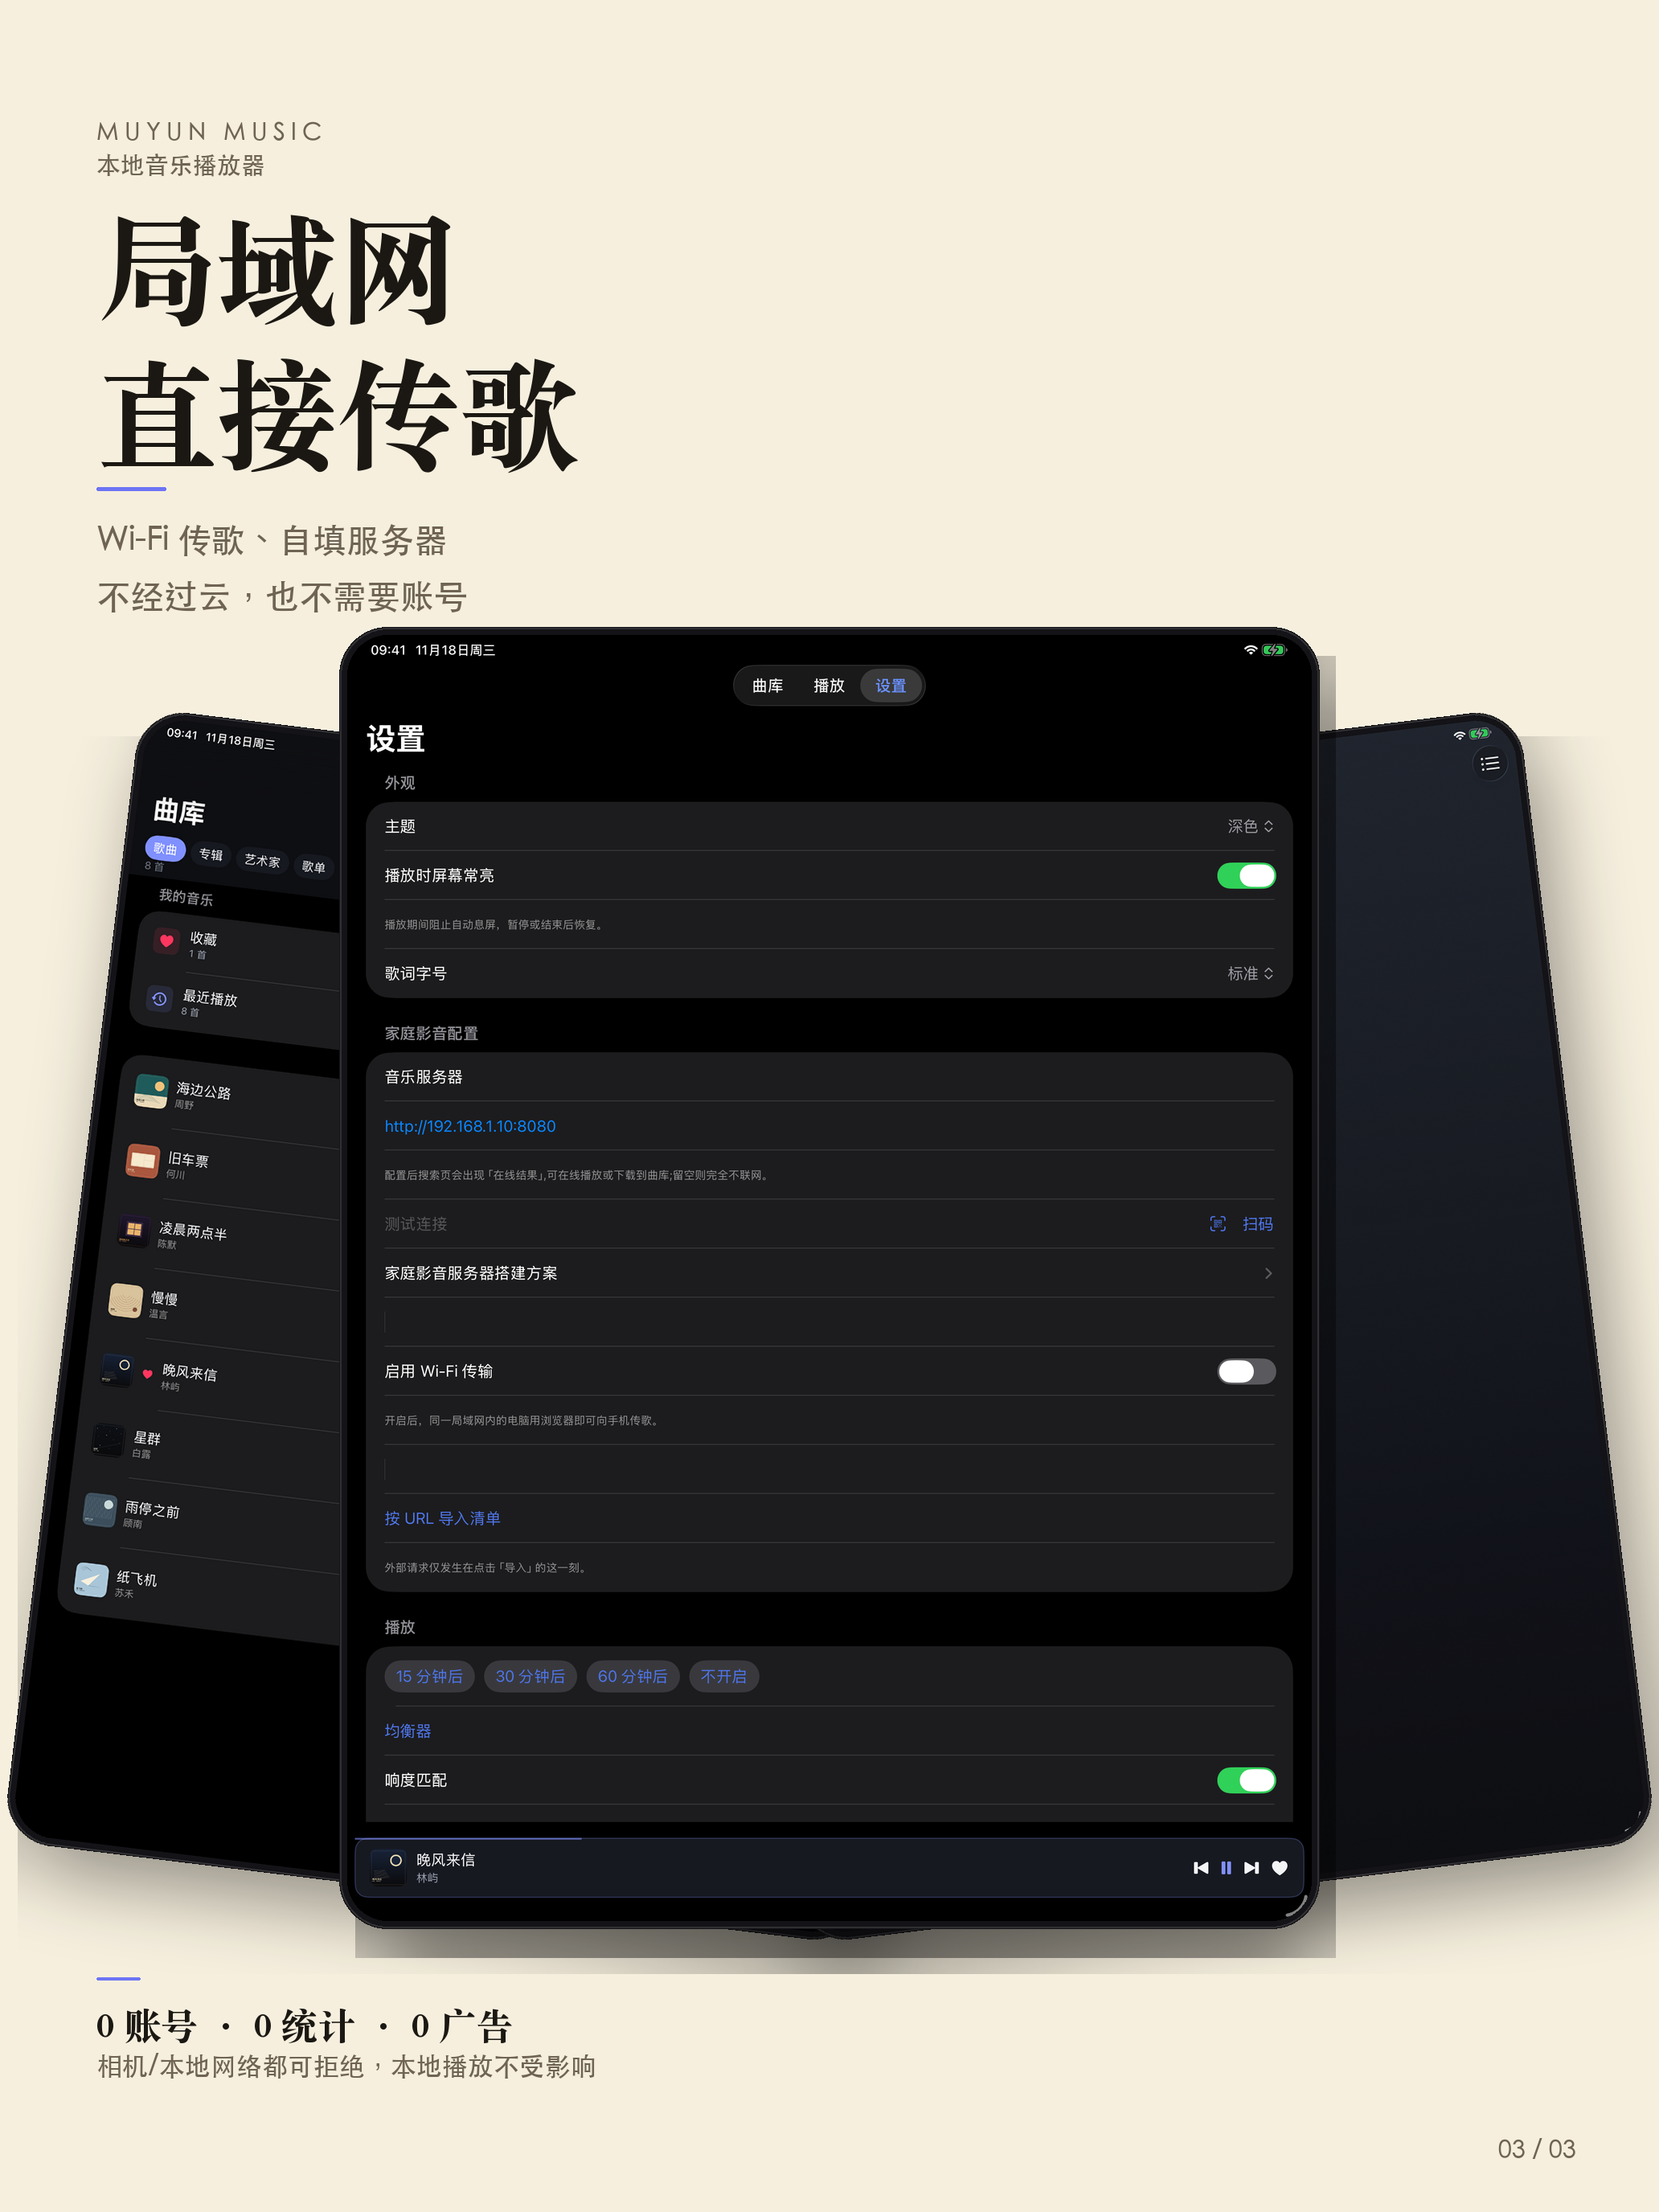 MUYUN MUSIC
本地音乐播放器
局域网
直接传歌
Wi-Fi 传歌、自填服务器
不经过云，也不需要账号
09:41 11月18日周三
曲库
歌曲 专辑 艺术家 歌单
8 首
我的音乐
收藏
1 首
最近播放
8 首
海边公路
周野
旧车票
何川
凌晨两点半
陈默
慢慢
温言
晚风来信
林屿
星群
白露
雨停之前
顾南
纸飞机
苏禾
09:41 11月18日周三
曲库 播放 设置
设置
外观
主题 深色
播放时屏幕常亮
播放期间阻止自动息屏，暂停或结束后恢复。
歌词字号 标准
家庭影音配置
音乐服务器
http://192.168.1.10:8080
配置后搜索页会出现「在线结果」,可在线播放或下载到曲库;留空则完全不联网。
测试连接 扫码
家庭影音服务器搭建方案
启用 Wi-Fi 传输
开启后，同一局域网内的电脑用浏览器即可向手机传歌。
按 URL 导入清单
外部请求仅发生在点击「导入」的这一刻。
播放
15 分钟后 30 分钟后 60 分钟后 不开启
均衡器
响度匹配
晚风来信
林屿
0 账号 · 0 统计 · 0 广告
相机/本地网络都可拒绝，本地播放不受影响
03 / 03